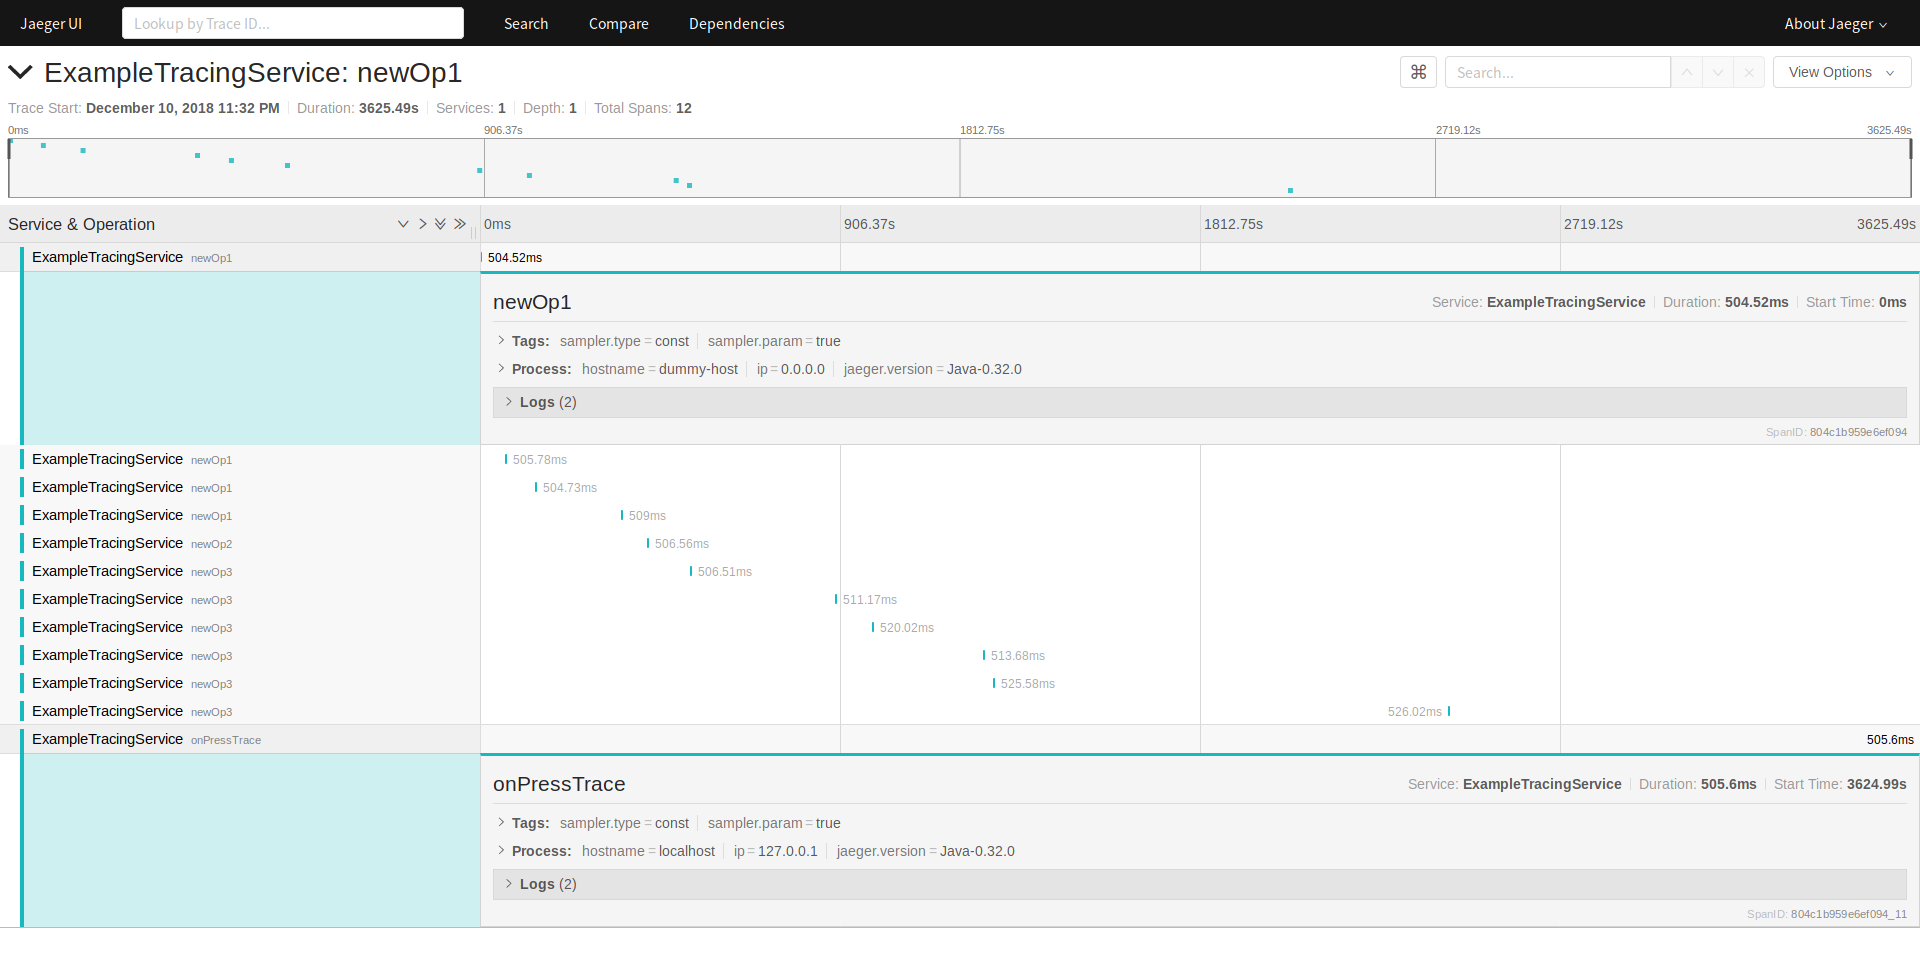 Jaeger UI Lookup by Trace ID... Search Compare Dependencies About Jaeger
ExampleTracingService: newOp1 ⌘ Search... View Options
Trace Start: December 10, 2018 11:32 PM Duration: 3625.49s Services: 1 Depth: 1 Total Spans: 12
0ms 906.37s 1812.75s 2719.12s 3625.49s
Service & Operation 0ms 906.37s 1812.75s 2719.12s 3625.49s
ExampleTracingService newOp1 504.52ms
newOp1 Service: ExampleTracingService Duration: 504.52ms Start Time: 0ms
Tags: sampler.type = const sampler.param = true
Process: hostname = dummy-host ip = 0.0.0.0 jaeger.version = Java-0.32.0
Logs (2)
SpanID: 804c1b959e6ef094
ExampleTracingService newOp1 505.78ms
ExampleTracingService newOp1 504.73ms
ExampleTracingService newOp1 509ms
ExampleTracingService newOp2 506.56ms
ExampleTracingService newOp3 506.51ms
ExampleTracingService newOp3 511.17ms
ExampleTracingService newOp3 520.02ms
ExampleTracingService newOp3 513.68ms
ExampleTracingService newOp3 525.58ms
ExampleTracingService newOp3 526.02ms
ExampleTracingService onPressTrace 505.6ms
onPressTrace Service: ExampleTracingService Duration: 505.6ms Start Time: 3624.99s
Tags: sampler.type = const sampler.param = true
Process: hostname = localhost ip = 127.0.0.1 jaeger.version = Java-0.32.0
Logs (2)
SpanID: 804c1b959e6ef094_11